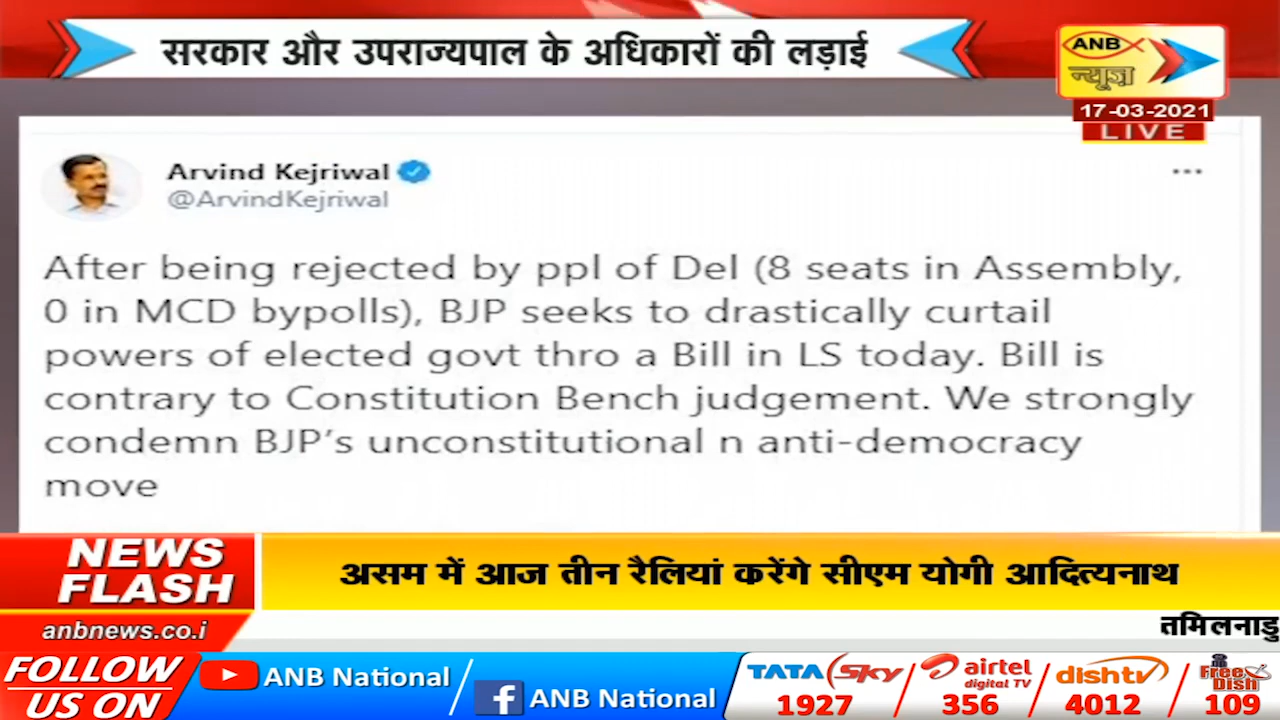 सरकार और उपराज्यपाल के अधिकारों की लड़ाई
ANB
न्यूज़
17-03-2021
LIVE
Arvind Kejriwal
@ArvindKejriwal
After being rejected by ppl of Del (8 seats in Assembly,
0 in MCD bypolls), BJP seeks to drastically curtail
powers of elected govt thro a Bill in LS today. Bill is
contrary to Constitution Bench judgement. We strongly
condemn BJP's unconstitutional n anti-democracy
move
NEWS
FLASH
असम में आज तीन रैलियां करेंगे सीएम योगी आदित्यनाथ
anbnews.co.i
तमिलनाडु
FOLLOW
US ON
ANB National
ANB National
TATA Sky
1927
airtel
digital TV
356
dishtv
4012
Free Dish
109